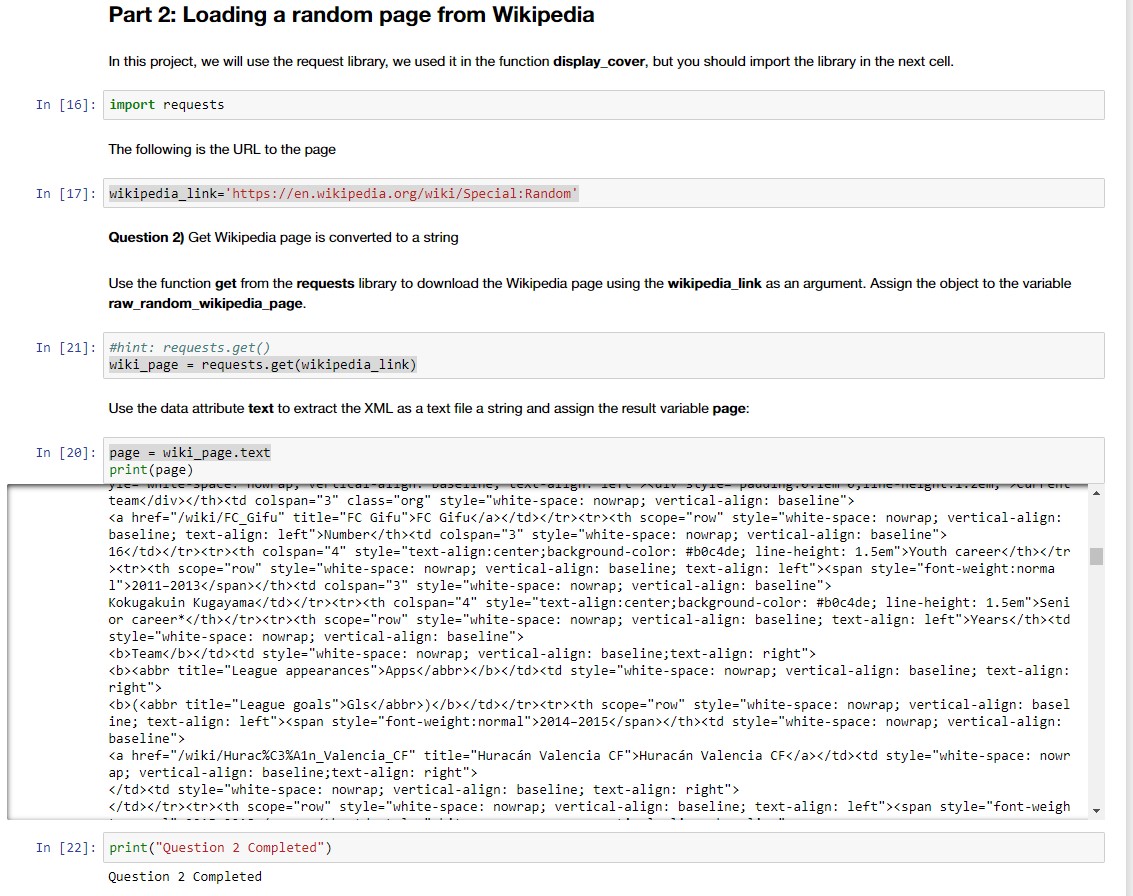 Part 2: Loading a random page from Wikipedia
In this project, we will use the request library, we used it in the function display_cover, but you should import the library in the next cell.
In [16]: import requests
The following is the URL to the page
In [17]: wikipedia_link='https://en.wikipedia.org/wiki/Special:Random'
Question 2) Get Wikipedia page is converted to a string
Use the function get from the requests library to download the Wikipedia page using the wikipedia_link as an argument. Assign the object to the variable
raw_random_wikipedia_page.
In [21]: #hint: requests.get()
wiki_page = requests.get(wikipedia_link)
Use the data attribute text to extract the XML as a text file a string and assign the result variable page:
In [20]: page = wiki_page.text
print(page)
team</div></th><td colspan="3" class="org" style="white-space: nowrap; vertical-align: baseline">
<a href="/wiki/FC_Gifu" title="FC Gifu">FC Gifu</a></td></tr><tr><th scope="row" style="white-space: nowrap; vertical-align:
baseline; text-align: left">Number</th><td colspan="3" style="white-space: nowrap; vertical-align: baseline">
16</td></tr><tr><th colspan="4" style="text-align:center;background-color: #b0c4de; line-height: 1.5em">Youth career</th></tr
><tr><th scope="row" style="white-space: nowrap; vertical-align: baseline; text-align: left"><span style="font-weight:norma
l">2011–2013</span></th><td colspan="3" style="white-space: nowrap; vertical-align: baseline">
Kokugakuin Kugayama</td></tr><tr><th colspan="4" style="text-align:center;background-color: #b0c4de; line-height: 1.5em">Seni
or career*</th></tr><tr><th scope="row" style="white-space: nowrap; vertical-align: baseline; text-align: left">Years</th><td
style="white-space: nowrap; vertical-align: baseline">
<b>Team</b></td><td style="white-space: nowrap; vertical-align: baseline;text-align: right">
<b><abbr title="League appearances">Apps</abbr></b></td><td style="white-space: nowrap; vertical-align: baseline; text-align:
right">
<b>(<abbr title="League goals">Gls</abbr>)</b></td></tr><tr><th scope="row" style="white-space: nowrap; vertical-align: basel
ine; text-align: left"><span style="font-weight:normal">2014–2015</span></th><td style="white-space: nowrap; vertical-align:
baseline">
<a href="/wiki/Hurac%C3%A1n_Valencia_CF" title="Huracán Valencia CF">Huracán Valencia CF</a></td><td style="white-space: nowr
ap; vertical-align: baseline;text-align: right">
</td><td style="white-space: nowrap; vertical-align: baseline; text-align: right">
</td></tr><tr><th scope="row" style="white-space: nowrap; vertical-align: baseline; text-align: left"><span style="font-weigh
In [22]: print("Question 2 Completed")
Question 2 Completed